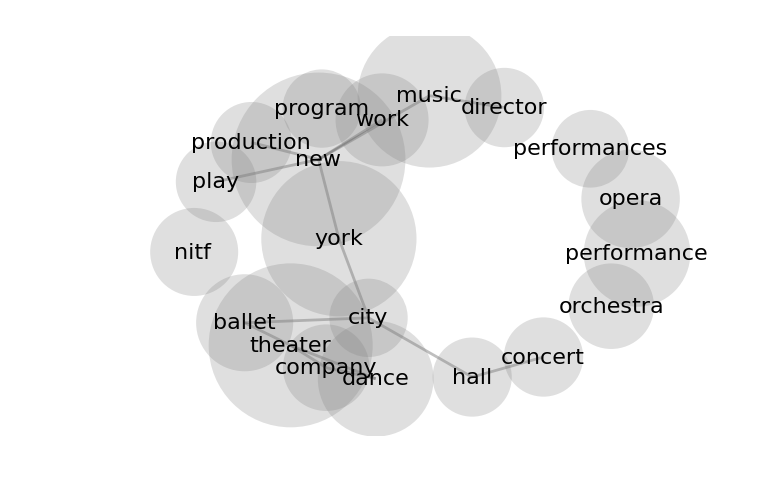 music
program
director
work
production
performances
new
play
opera
york
nitf
performance
orchestra
city
ballet
theater
concert
company
dance
hall